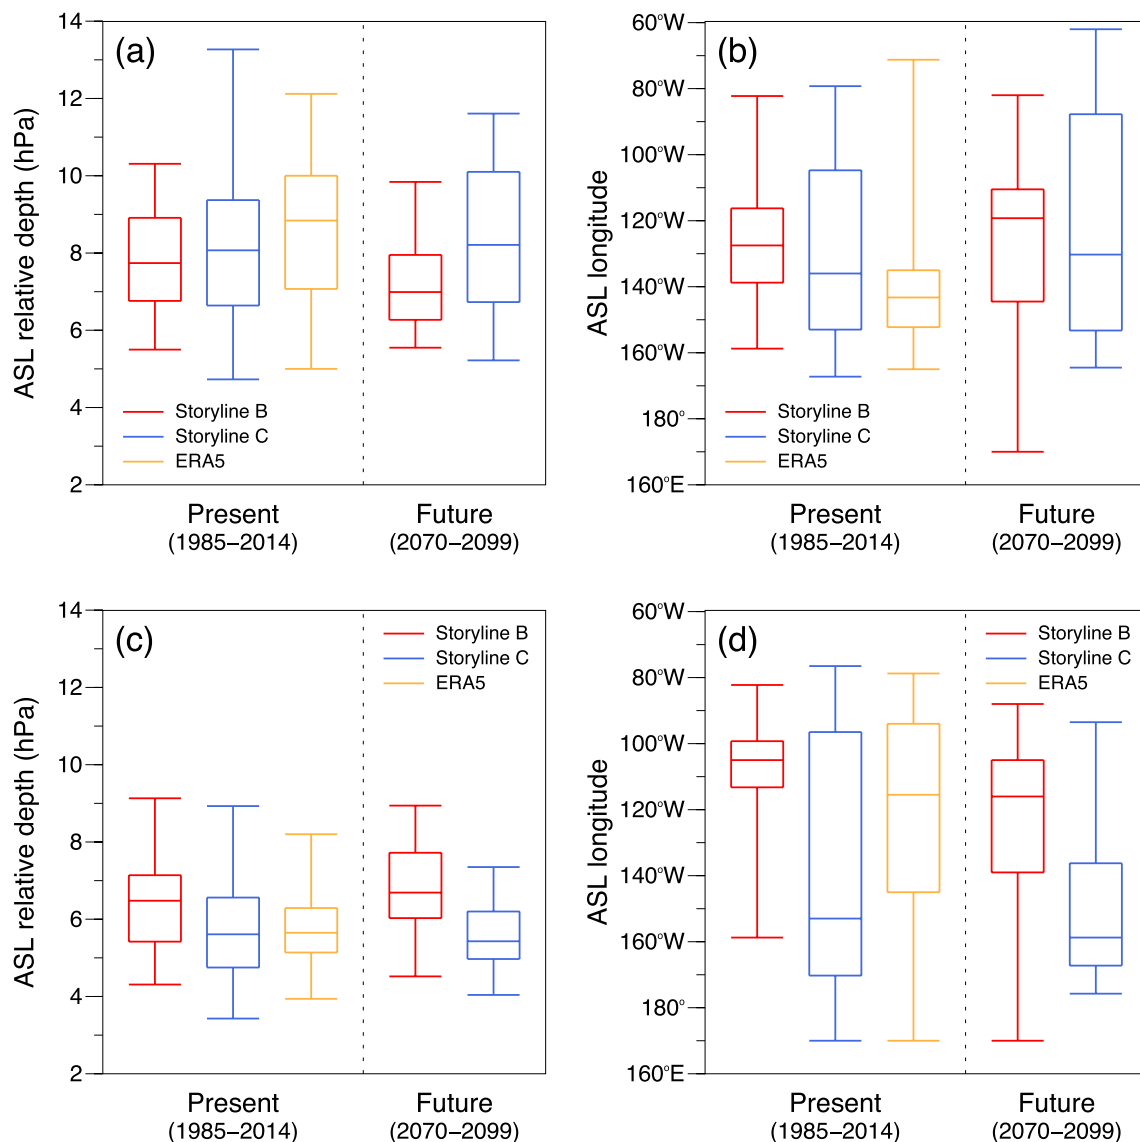 (a)
ASL relative depth (hPa)
14
12
10
8
6
4
2
Storyline B
Storyline C
ERA5
Present
(1985–2014)
Future
(2070–2099)
(b)
ASL longitude
60°W
80°W
100°W
120°W
140°W
160°W
180°
160°E
Storyline B
Storyline C
ERA5
Present
(1985–2014)
Future
(2070–2099)
(c)
ASL relative depth (hPa)
14
12
10
8
6
4
2
Storyline B
Storyline C
ERA5
Present
(1985–2014)
Future
(2070–2099)
(d)
ASL longitude
60°W
80°W
100°W
120°W
140°W
160°W
180°
160°E
Storyline B
Storyline C
ERA5
Present
(1985–2014)
Future
(2070–2099)